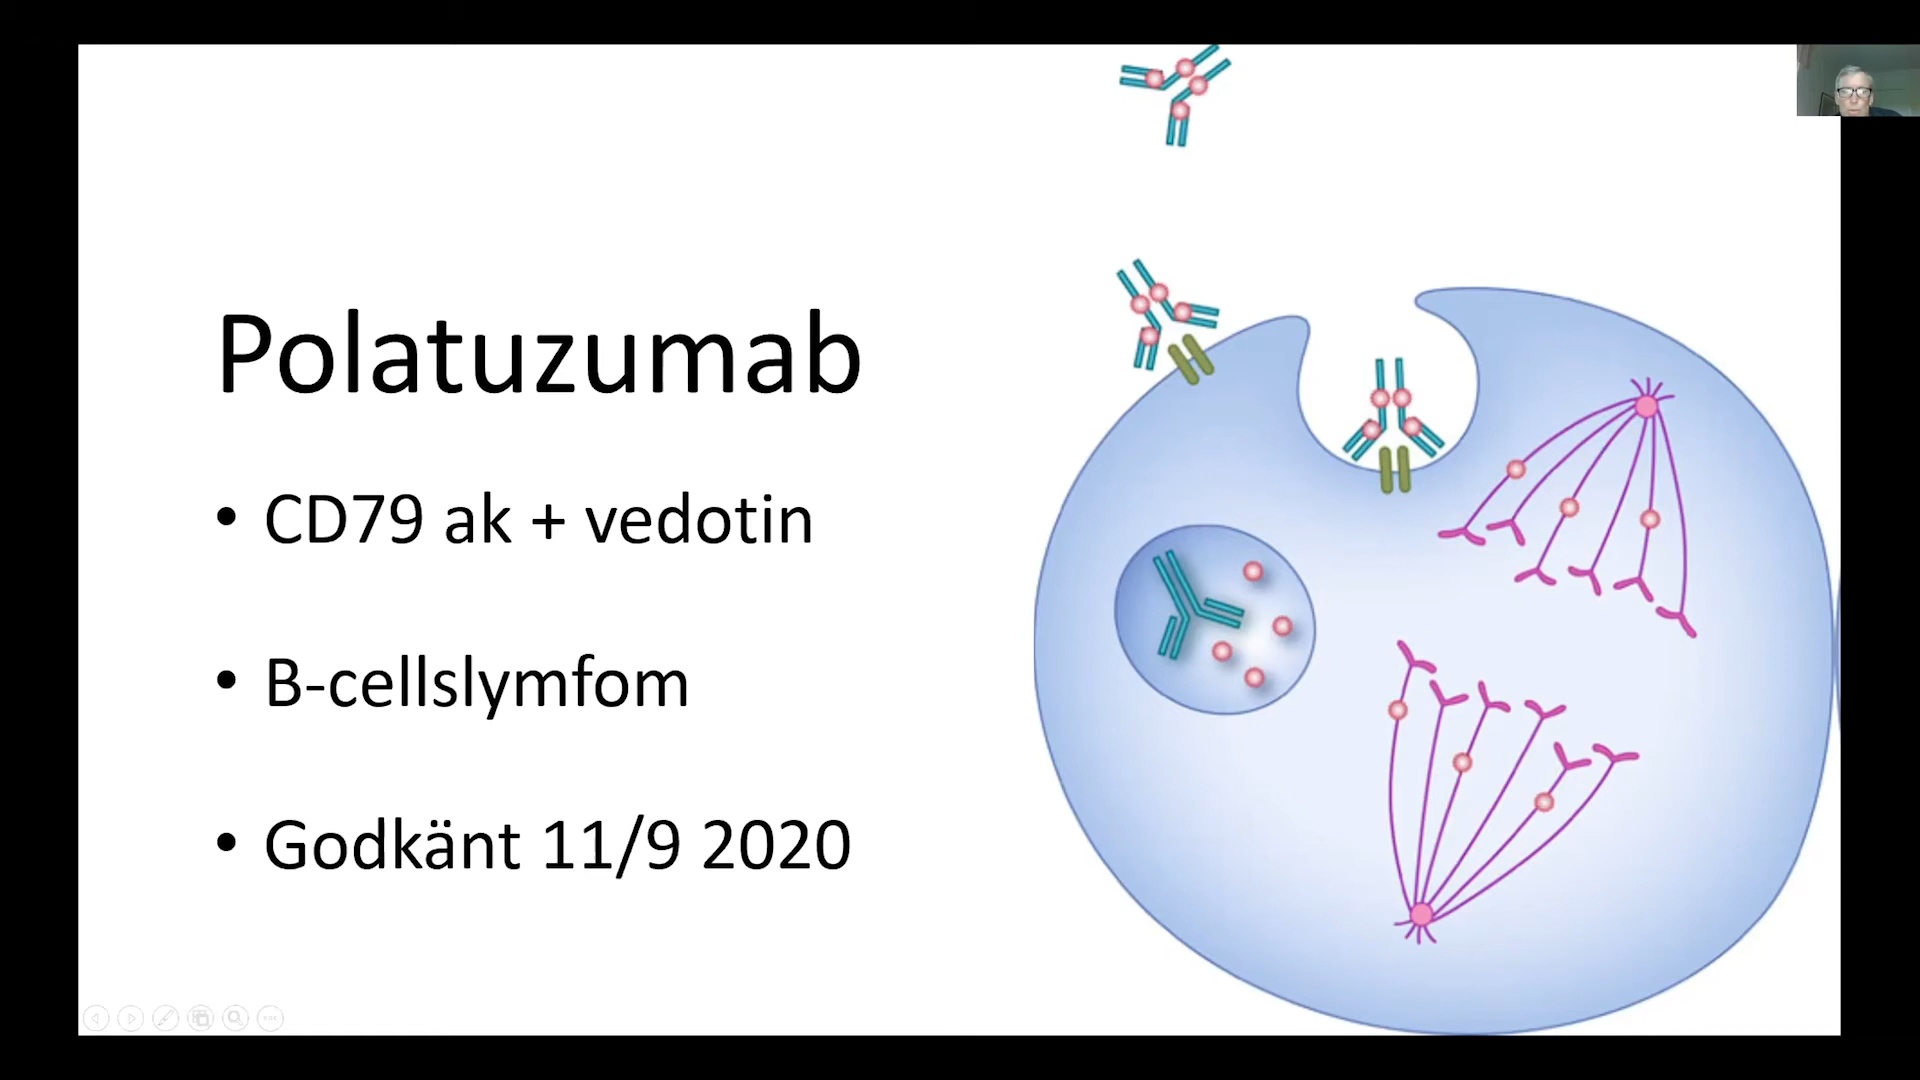 Polatuzumab
• CD79 ak + vedotin
• B-cellslymfom
• Godkänt 11/9 2020